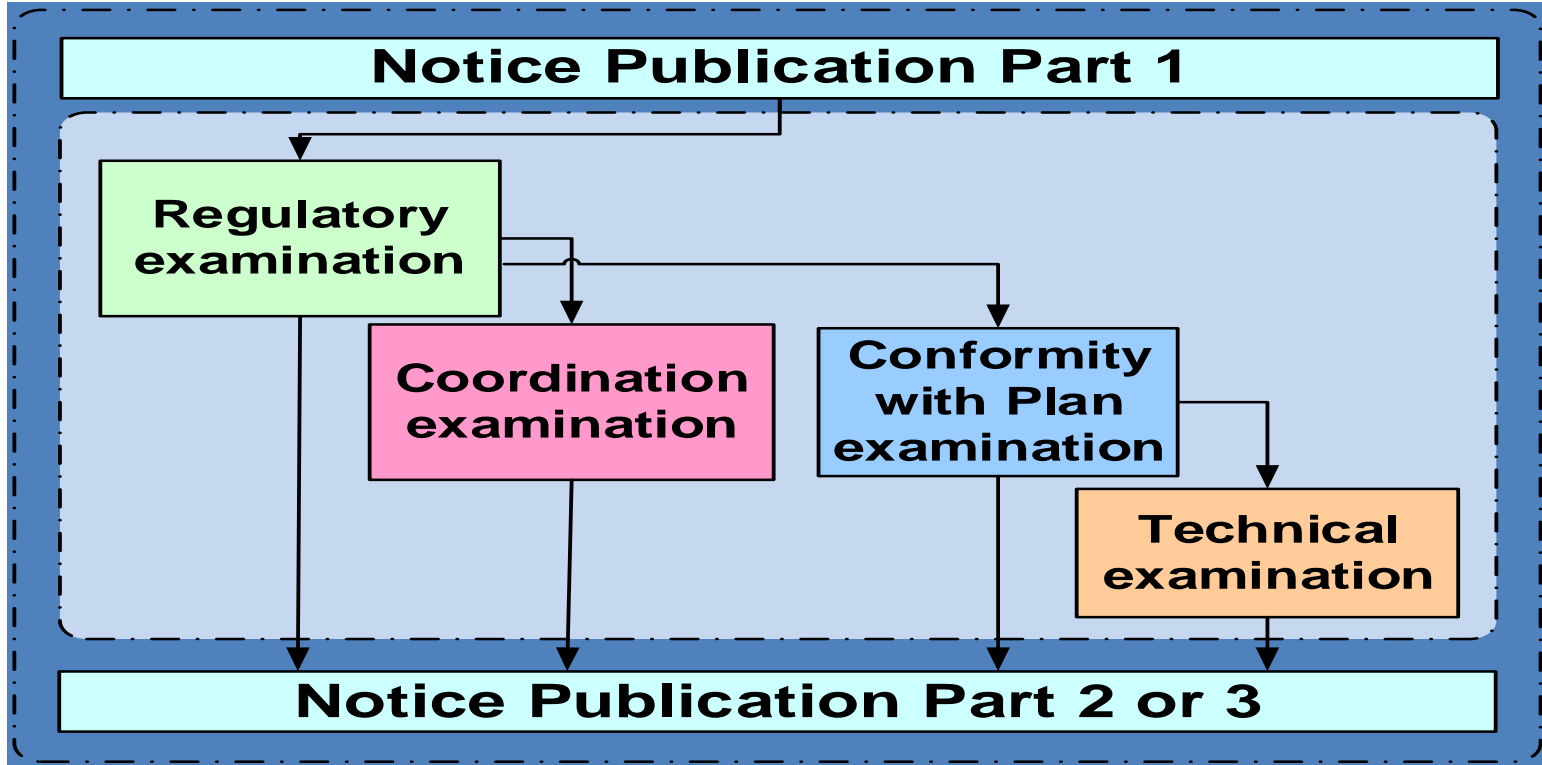 Notice Publication Part 1
Regulatory
examination
Coordination
examination
Conformity
with Plan
examination
Technical
examination
Notice Publication Part 2 or 3